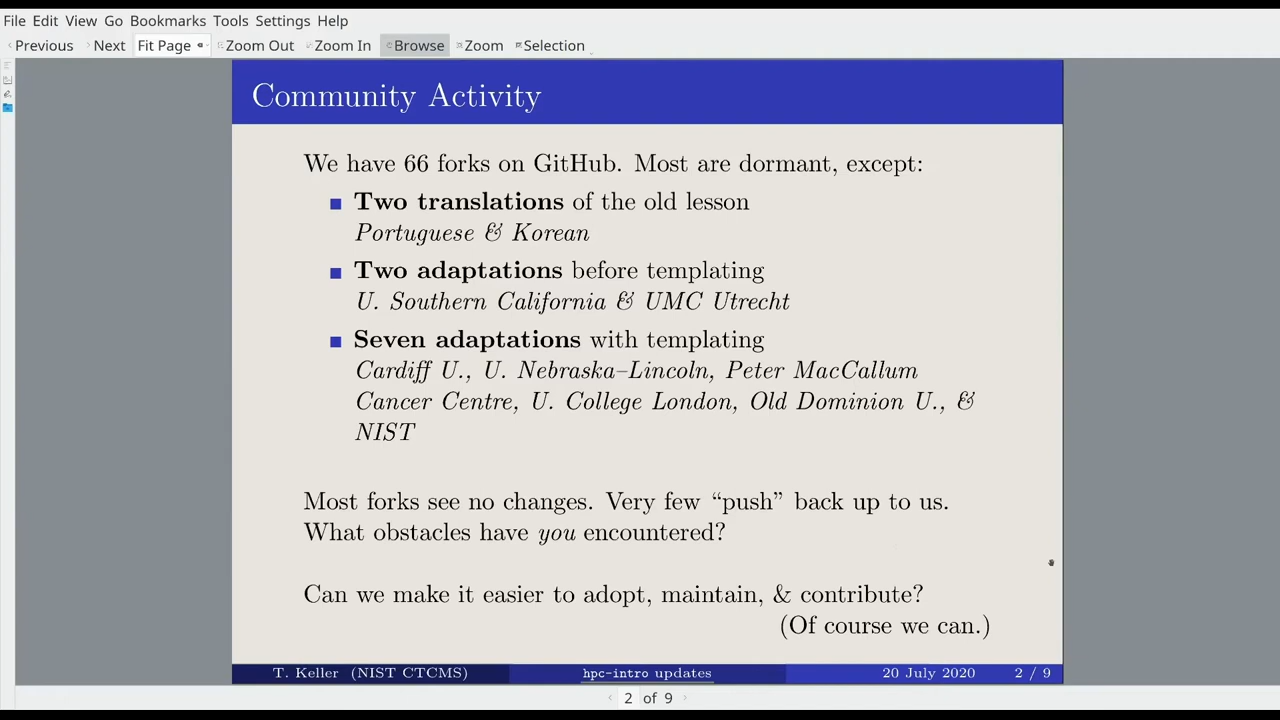 File Edit View Go Bookmarks Tools Settings Help
Previous Next Fit Page Zoom Out Zoom In Browse Zoom Selection
Community Activity
We have 66 forks on GitHub. Most are dormant, except:
Two translations of the old lesson
Portuguese & Korean
Two adaptations before templating
U. Southern California & UMC Utrecht
Seven adaptations with templating
Cardiff U., U. Nebraska–Lincoln, Peter MacCallum
Cancer Centre, U. College London, Old Dominion U., &
NIST
Most forks see no changes. Very few “push” back up to us.
What obstacles have you encountered?
Can we make it easier to adopt, maintain, & contribute?
(Of course we can.)
T. Keller (NIST CTCMS) hpc-intro updates 20 July 2020 2 / 9
2 of 9